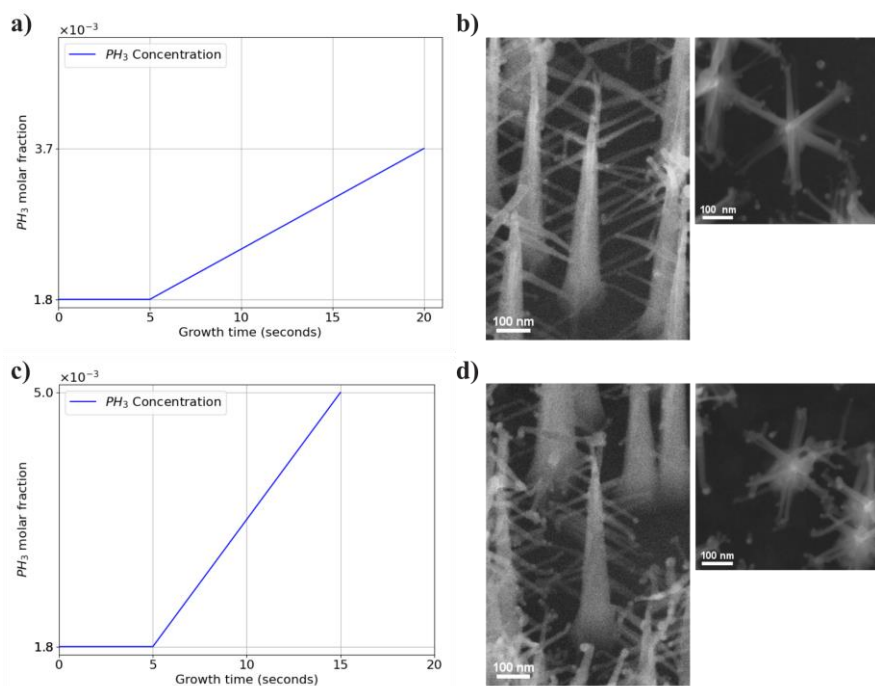 a)
×10⁻³
PH₃ Concentration
3.7
1.8
PH₃ molar fraction
0 5 10 15 20
Growth time (seconds)
b)
100 nm
100 nm
c)
×10⁻³
5.0
PH₃ Concentration
1.8
PH₃ molar fraction
0 5 10 15 20
Growth time (seconds)
d)
100 nm
100 nm